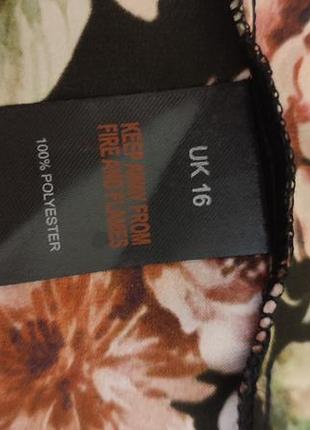 UK 16
KEEP AWAY FROM
FIRE AND FLAMES
100% POLYESTER